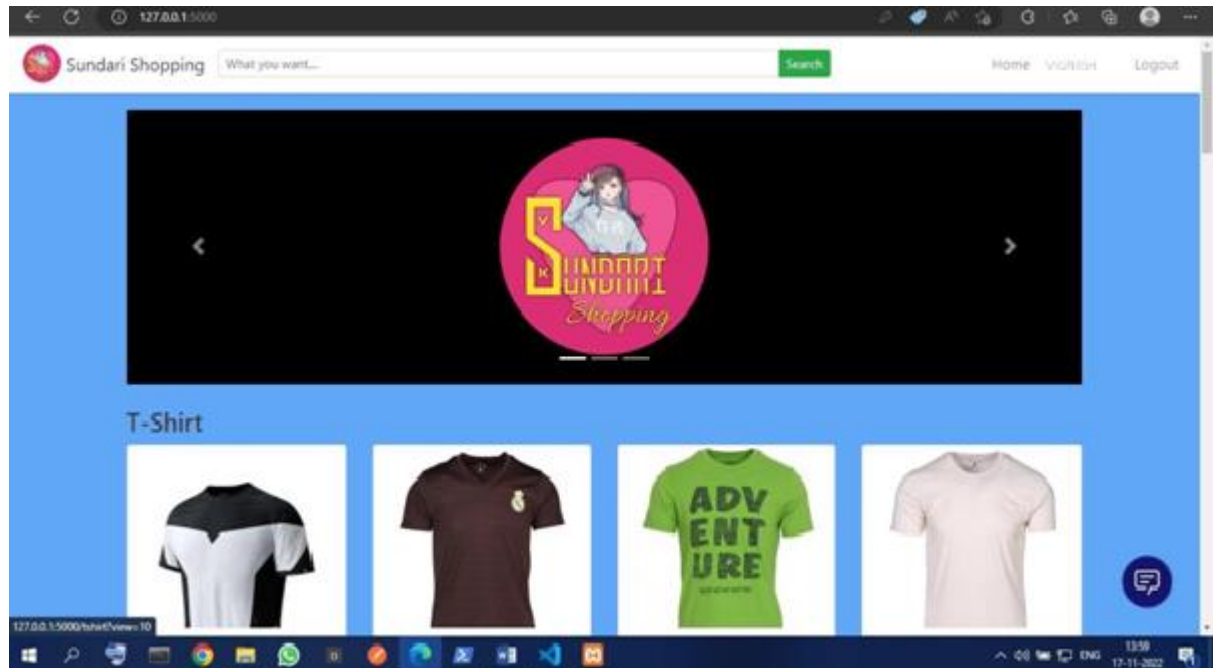 127.0.0.1:5000
Sundari Shopping
What you want...
Search
Home
Logout
V
SUNDARI
K
Shopping
T-Shirt
ADV
ENT
URE
127.0.0.1:5000/tshirt?view=10
ENG
13:59
17-11-2022